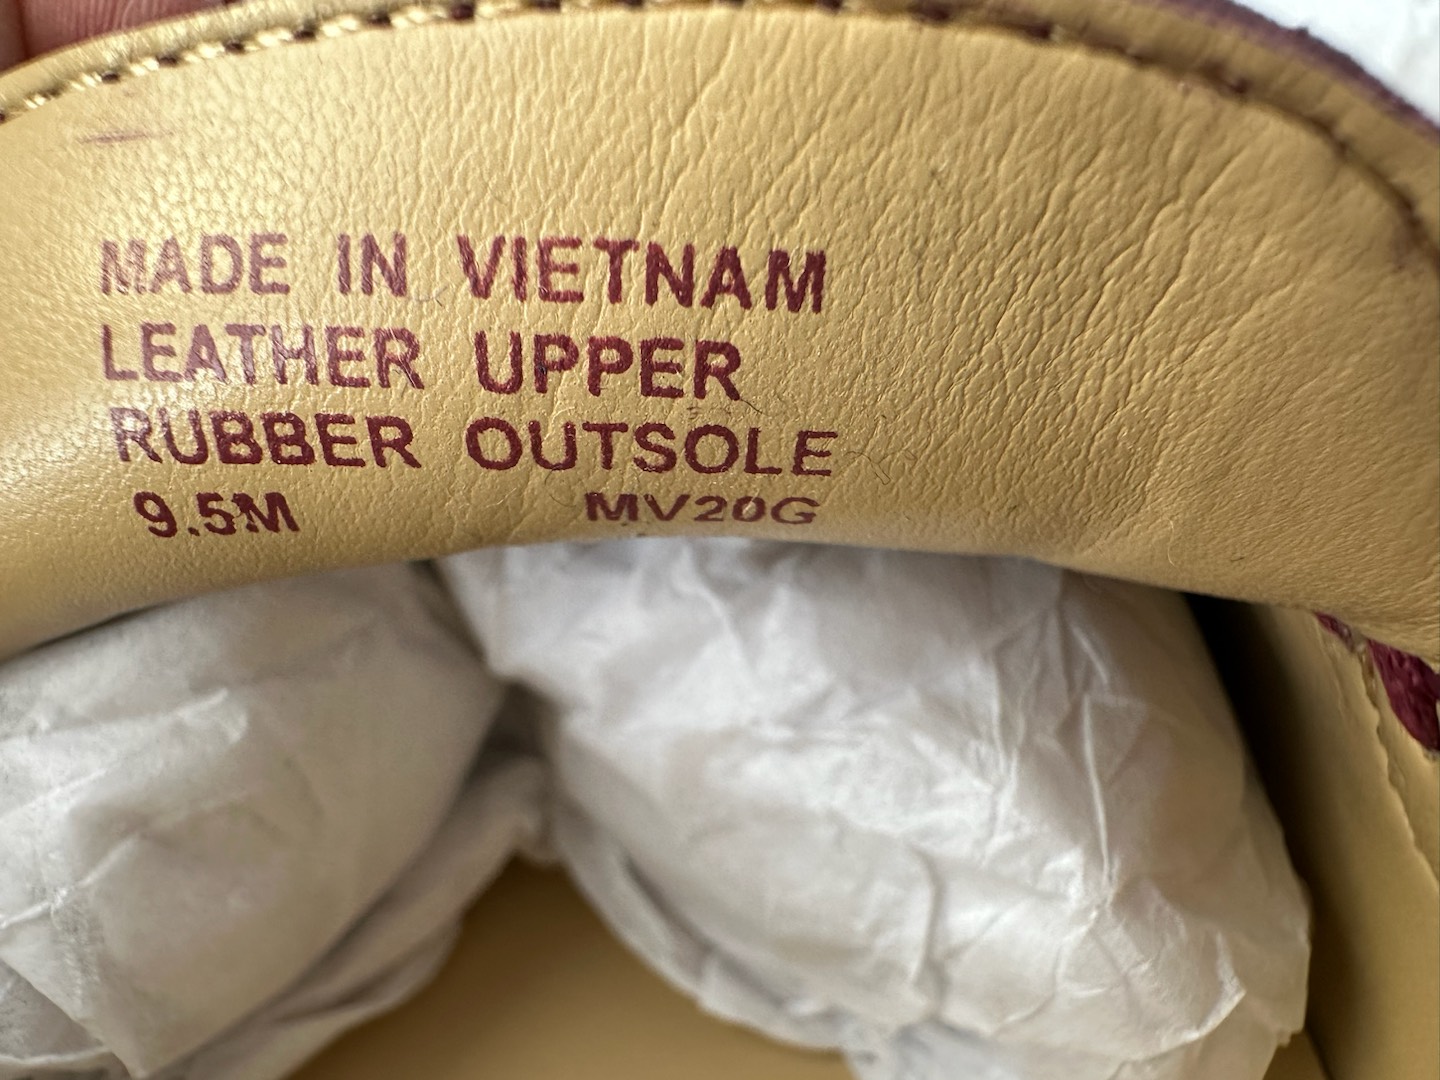 MADE IN VIETNAM
LEATHER UPPER
RUBBER OUTSOLE
9.5M MV20G